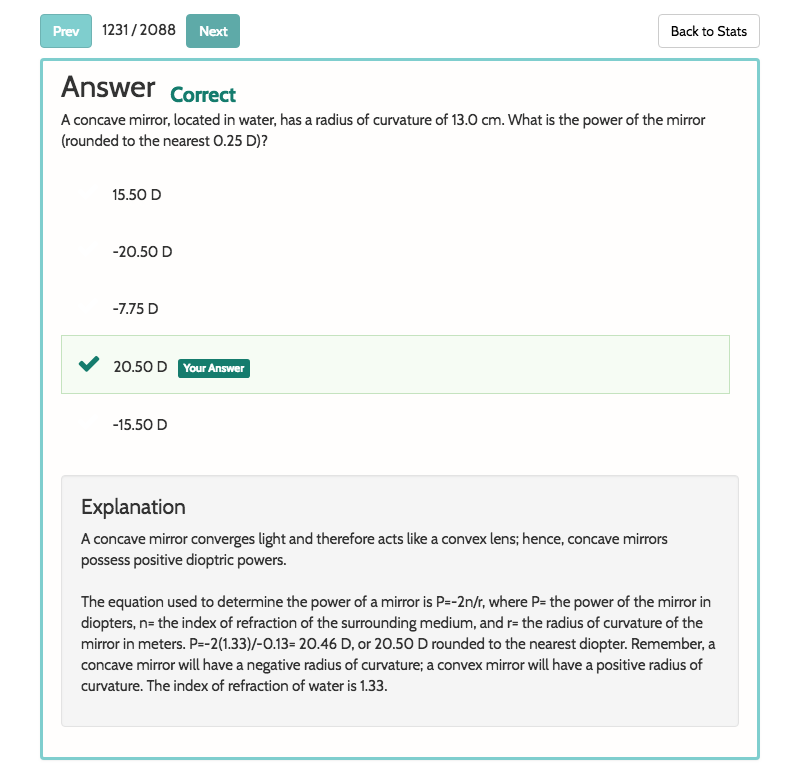 Prev 1231 / 2088 Next Back to Stats
Answer Correct
A concave mirror, located in water, has a radius of curvature of 13.0 cm. What is the power of the mirror
(rounded to the nearest 0.25 D)?
15.50 D
-20.50 D
-7.75 D
20.50 D Your Answer
-15.50 D
Explanation
A concave mirror converges light and therefore acts like a convex lens; hence, concave mirrors
possess positive dioptric powers.
The equation used to determine the power of a mirror is P=-2n/r, where P= the power of the mirror in
diopters, n= the index of refraction of the surrounding medium, and r= the radius of curvature of the
mirror in meters. P=-2(1.33)/-0.13= 20.46 D, or 20.50 D rounded to the nearest diopter. Remember, a
concave mirror will have a negative radius of curvature; a convex mirror will have a positive radius of
curvature. The index of refraction of water is 1.33.